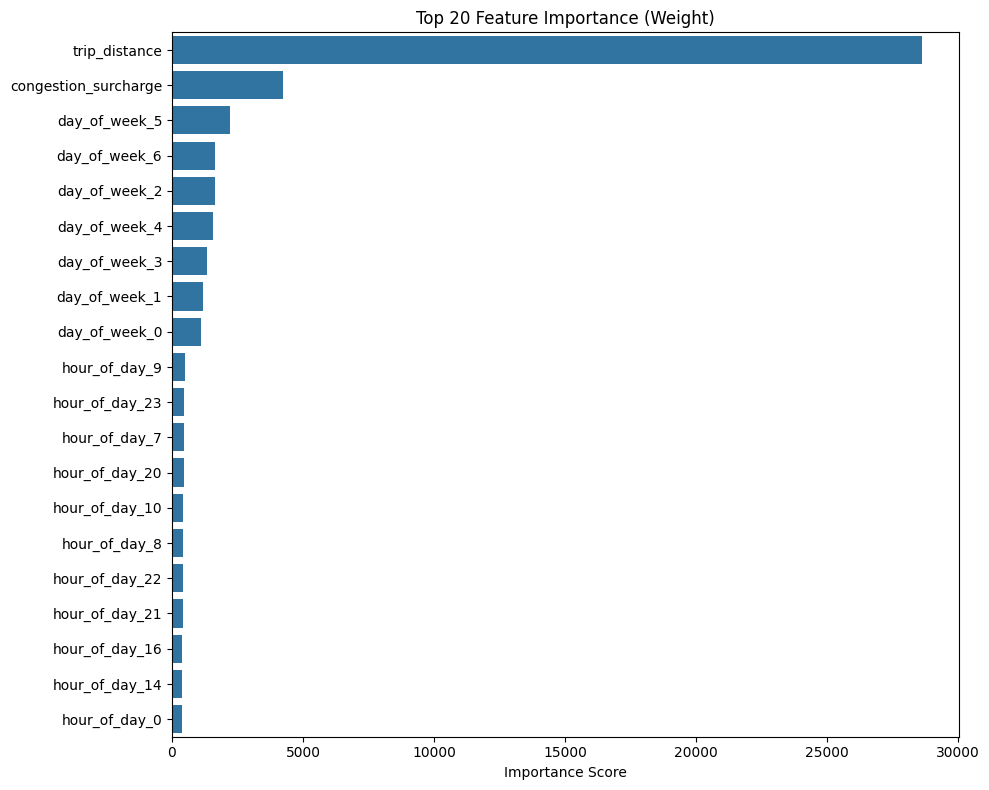 Top 20 Feature Importance (Weight)
trip_distance
congestion_surcharge
day_of_week_5
day_of_week_6
day_of_week_2
day_of_week_4
day_of_week_3
day_of_week_1
day_of_week_0
hour_of_day_9
hour_of_day_23
hour_of_day_7
hour_of_day_20
hour_of_day_10
hour_of_day_8
hour_of_day_22
hour_of_day_21
hour_of_day_16
hour_of_day_14
hour_of_day_0
0 5000 10000 15000 20000 25000 30000
Importance Score